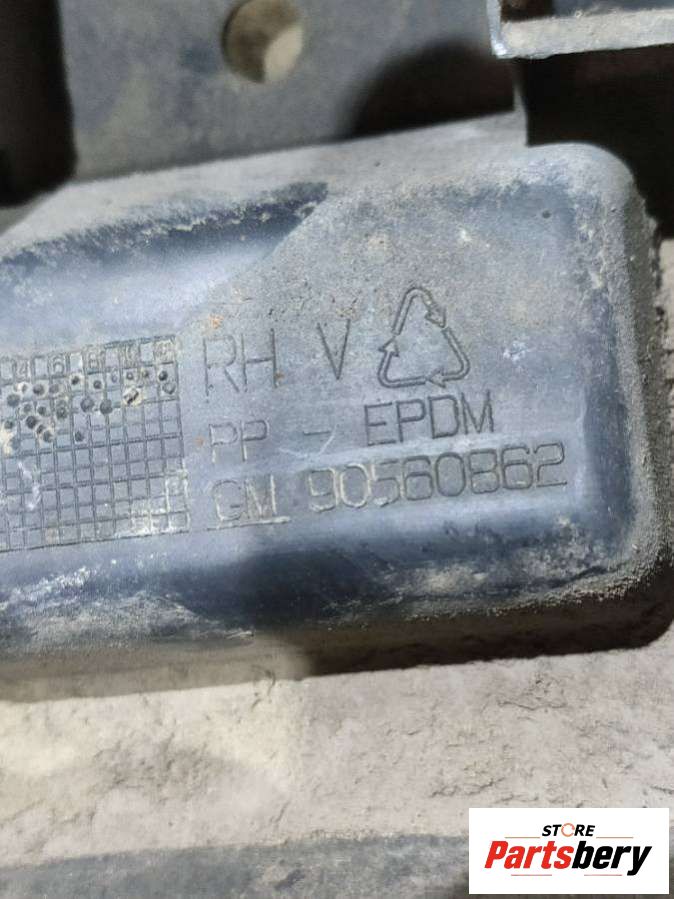 RH V
PP - EPDM
GM 90560862
STORE
Partsbery